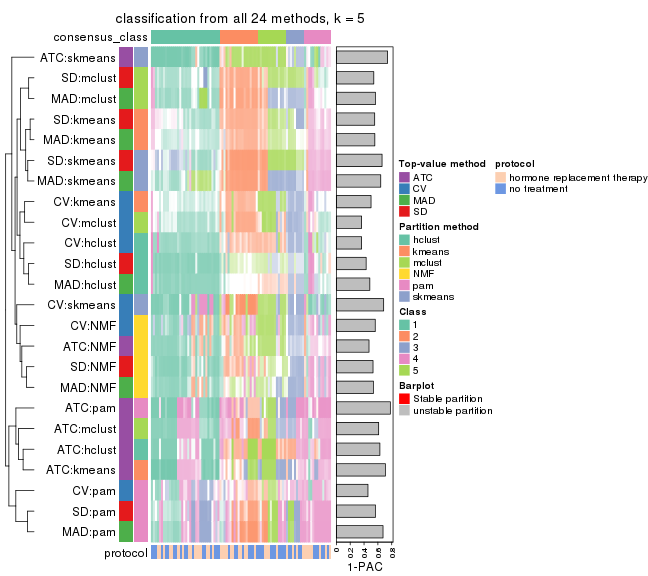 classification from all 24 methods, k = 5
consensus_class
ATC:skmeans
SD:mclust
MAD:mclust
SD:kmeans
MAD:kmeans
SD:skmeans
MAD:skmeans
CV:kmeans
CV:mclust
CV:hclust
SD:hclust
MAD:hclust
CV:skmeans
CV:NMF
ATC:NMF
SD:NMF
MAD:NMF
ATC:pam
ATC:mclust
ATC:hclust
ATC:kmeans
CV:pam
SD:pam
MAD:pam
protocol
0 0.2 0.4 0.6 0.8
1-PAC
Top-value method
ATC
CV
MAD
SD
Partition method
hclust
kmeans
mclust
NMF
pam
skmeans
Class
1
2
3
4
5
Barplot
Stable partition
unstable partition
protocol
hormone replacement therapy
no treatment